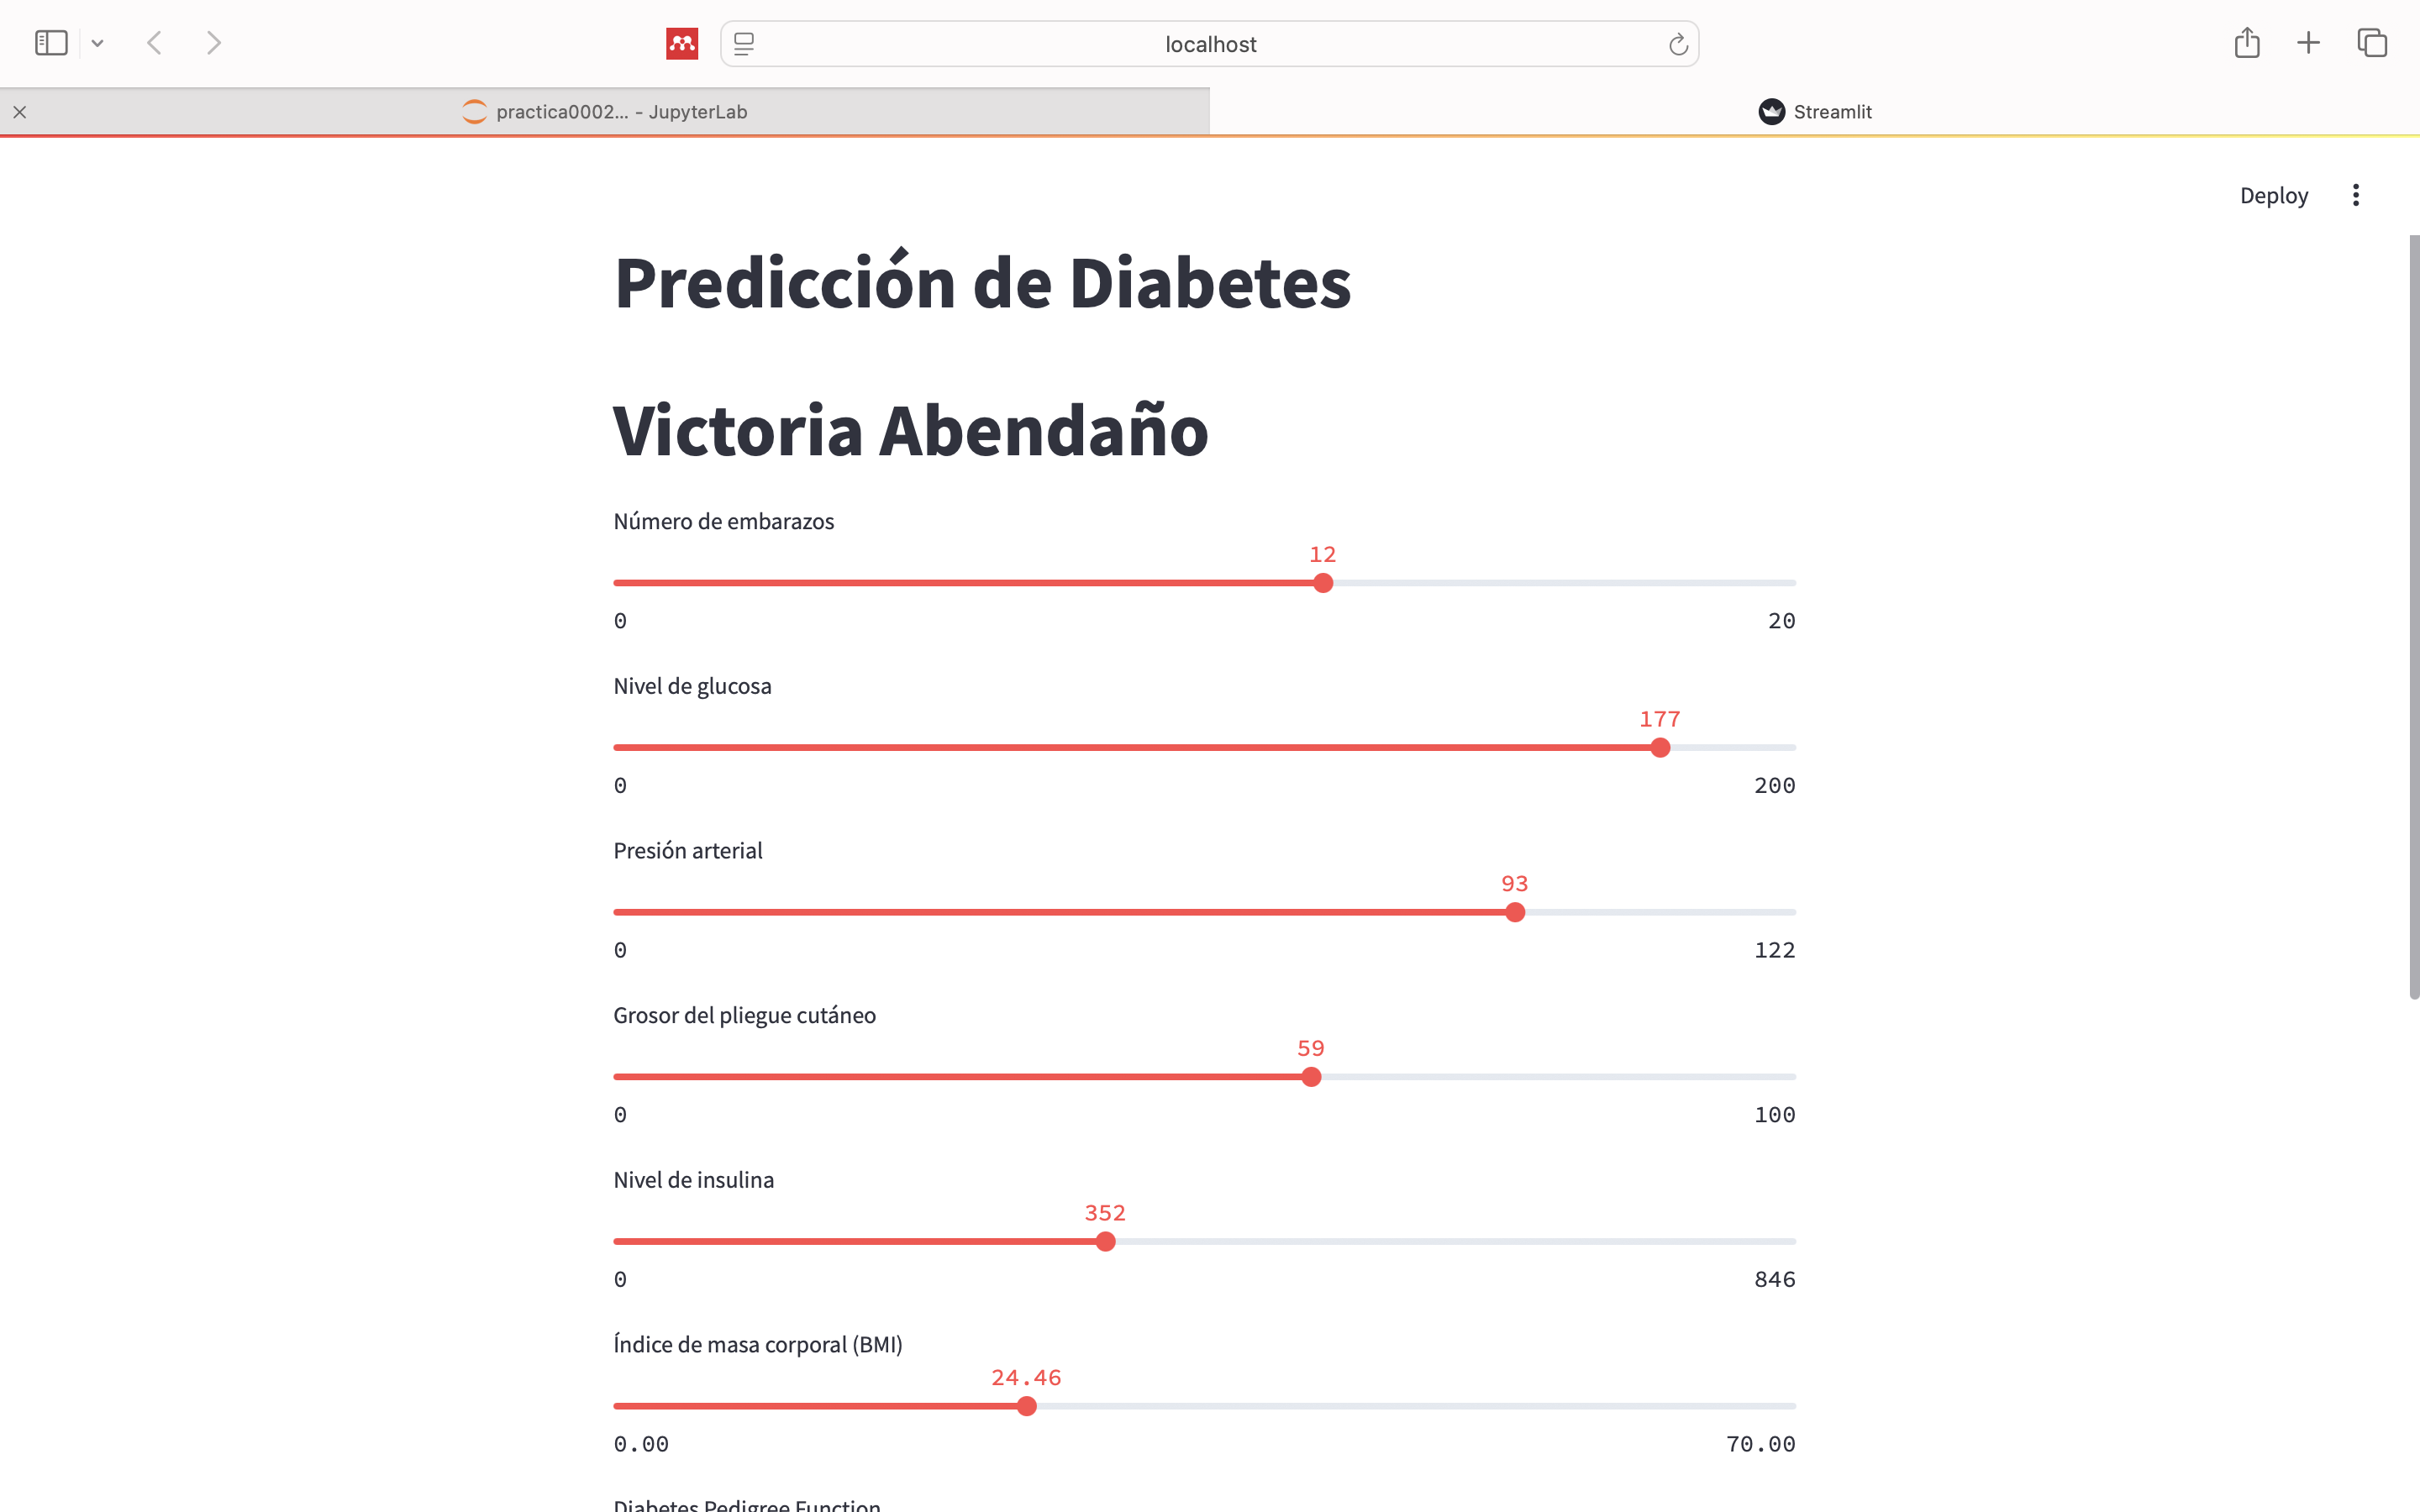 localhost
practica0002... - JupyterLab
Streamlit
Deploy
Predicción de Diabetes
Victoria Abendaño
Número de embarazos
12
0 20
Nivel de glucosa
177
0 200
Presión arterial
93
0 122
Grosor del pliegue cutáneo
59
0 100
Nivel de insulina
352
0 846
Índice de masa corporal (BMI)
24.46
0.00 70.00
Diabetes Pedigree Function